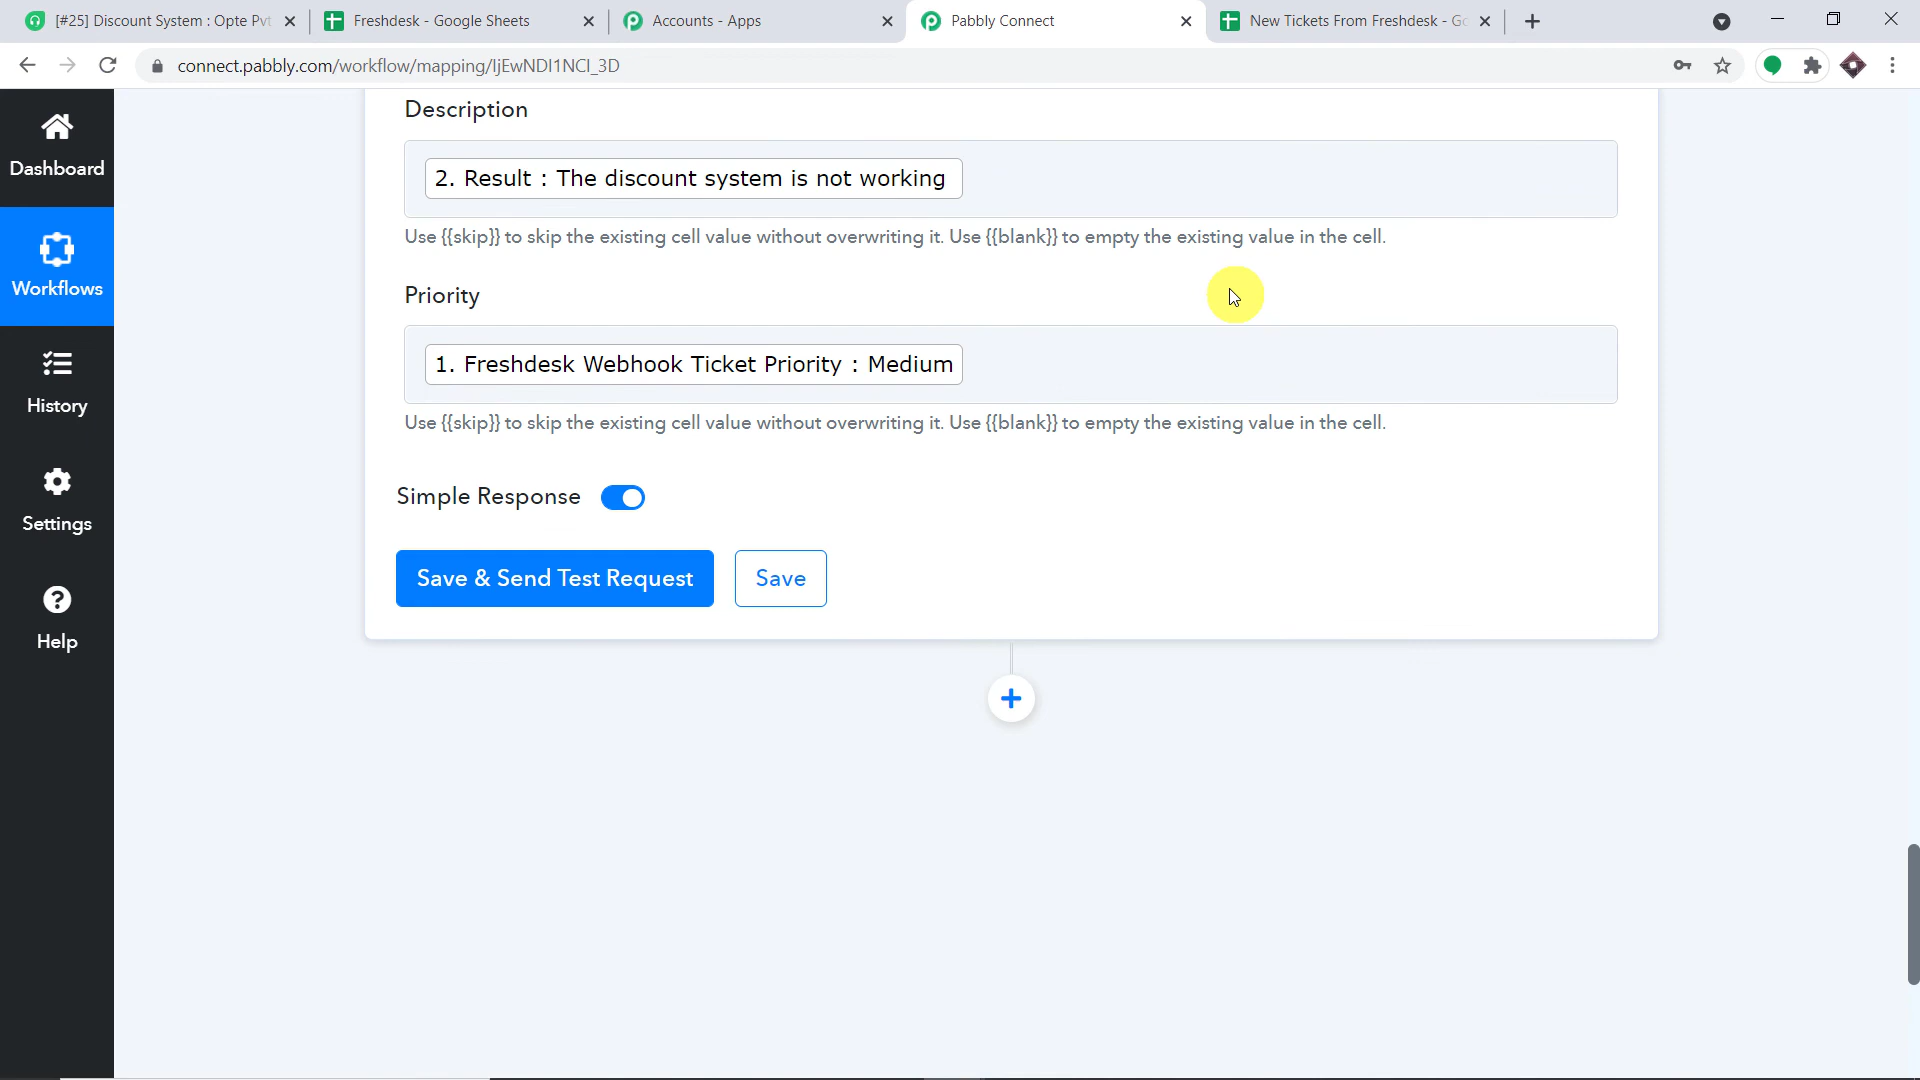 [#25] Discount System : Opte Pvt
Freshdesk - Google Sheets
Accounts - Apps
Pabbly Connect
New Tickets From Freshdesk - Go
connect.pabbly.com/workflow/mapping/IjEwNDI1NCI_3D
Dashboard
Workflows
History
Settings
Help
Description
2. Result : The discount system is not working
Use {{skip}} to skip the existing cell value without overwriting it. Use {{blank}} to empty the existing value in the cell.
Priority
1. Freshdesk Webhook Ticket Priority : Medium
Use {{skip}} to skip the existing cell value without overwriting it. Use {{blank}} to empty the existing value in the cell.
Simple Response
Save & Send Test Request
Save